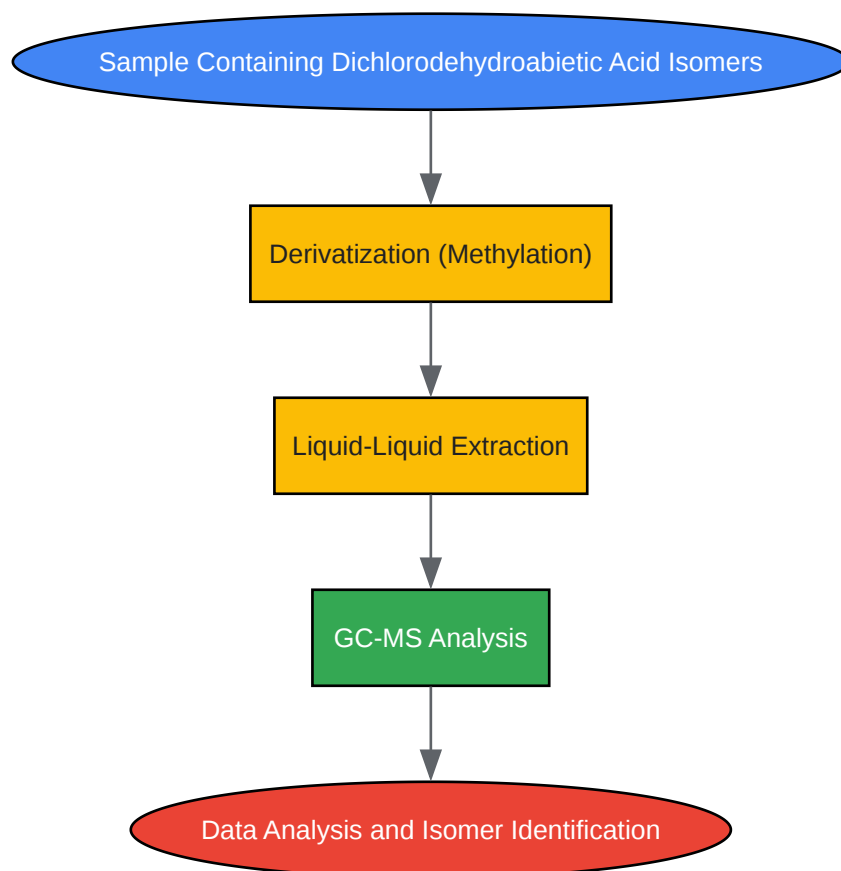 Sample Containing Dichlorodehydroabietic Acid Isomers
Derivatization (Methylation)
Liquid-Liquid Extraction
GC-MS Analysis
Data Analysis and Isomer Identification